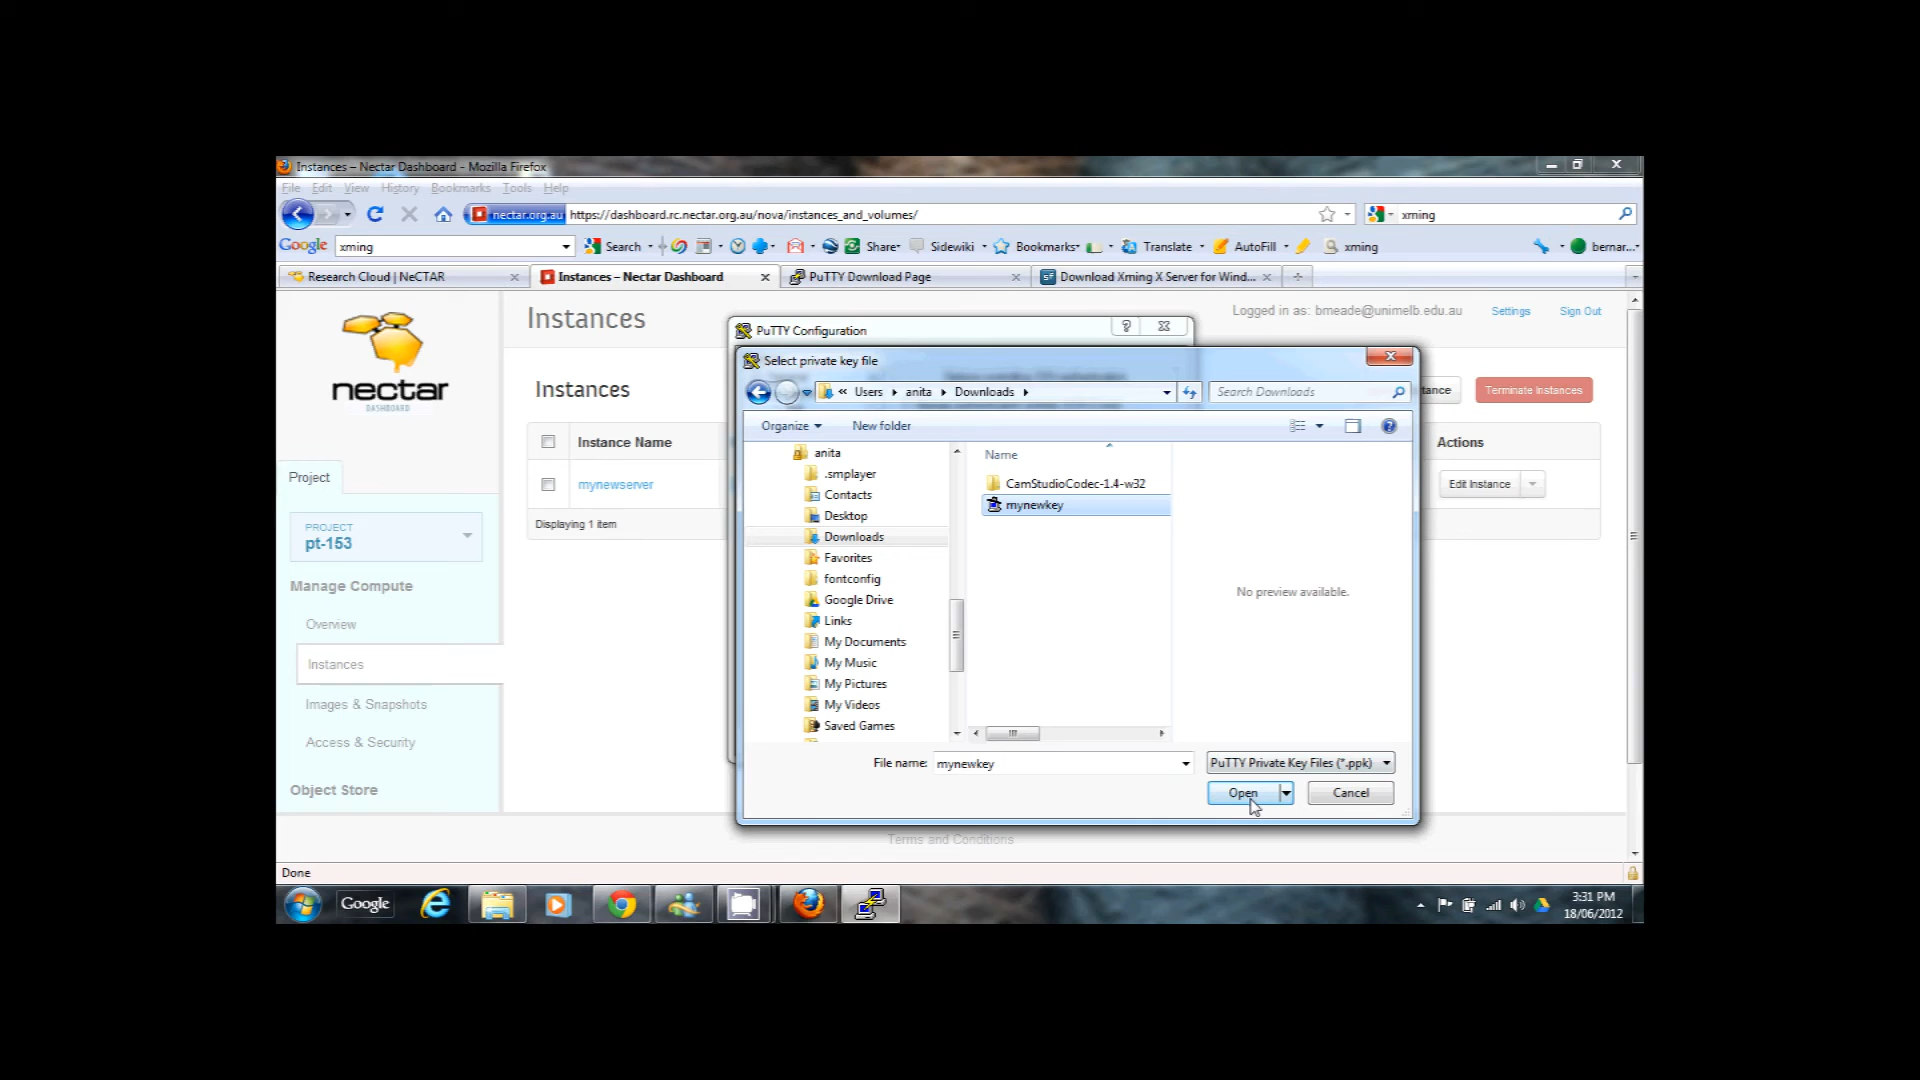 Instances – Nectar Dashboard - Mozilla Firefox
File Edit View History Bookmarks Tools Help
nectar.org.au https://dashboard.rc.nectar.org.au/nova/instances_and_volumes/ xming
Google xming Search Share Sidewiki Bookmarks Translate AutoFill xming bernar...
Research Cloud | NeCTAR Instances – Nectar Dashboard PuTTY Download Page Download Xming X Server for Wind...
nectar
DASHBOARD
Instances
Logged in as: bmeade@unimelb.edu.au Settings Sign Out
Instances
tance Terminate Instances
Instance Name Actions
mynewserver Edit Instance
Displaying 1 item
Project
PROJECT
pt-153
Manage Compute
Overview
Instances
Images & Snapshots
Access & Security
Object Store
PuTTY Configuration
Select private key file
« Users anita Downloads Search Downloads
Organize New folder
anita
.smplayer
Contacts
Desktop
Downloads
Favorites
fontconfig
Google Drive
Links
My Documents
My Music
My Pictures
My Videos
Saved Games
Name
CamStudioCodec-1.4-w32
mynewkey
No preview available.
File name: mynewkey PuTTY Private Key Files (*.ppk)
Open Cancel
Terms and Conditions
Done
Google
3:31 PM
18/06/2012